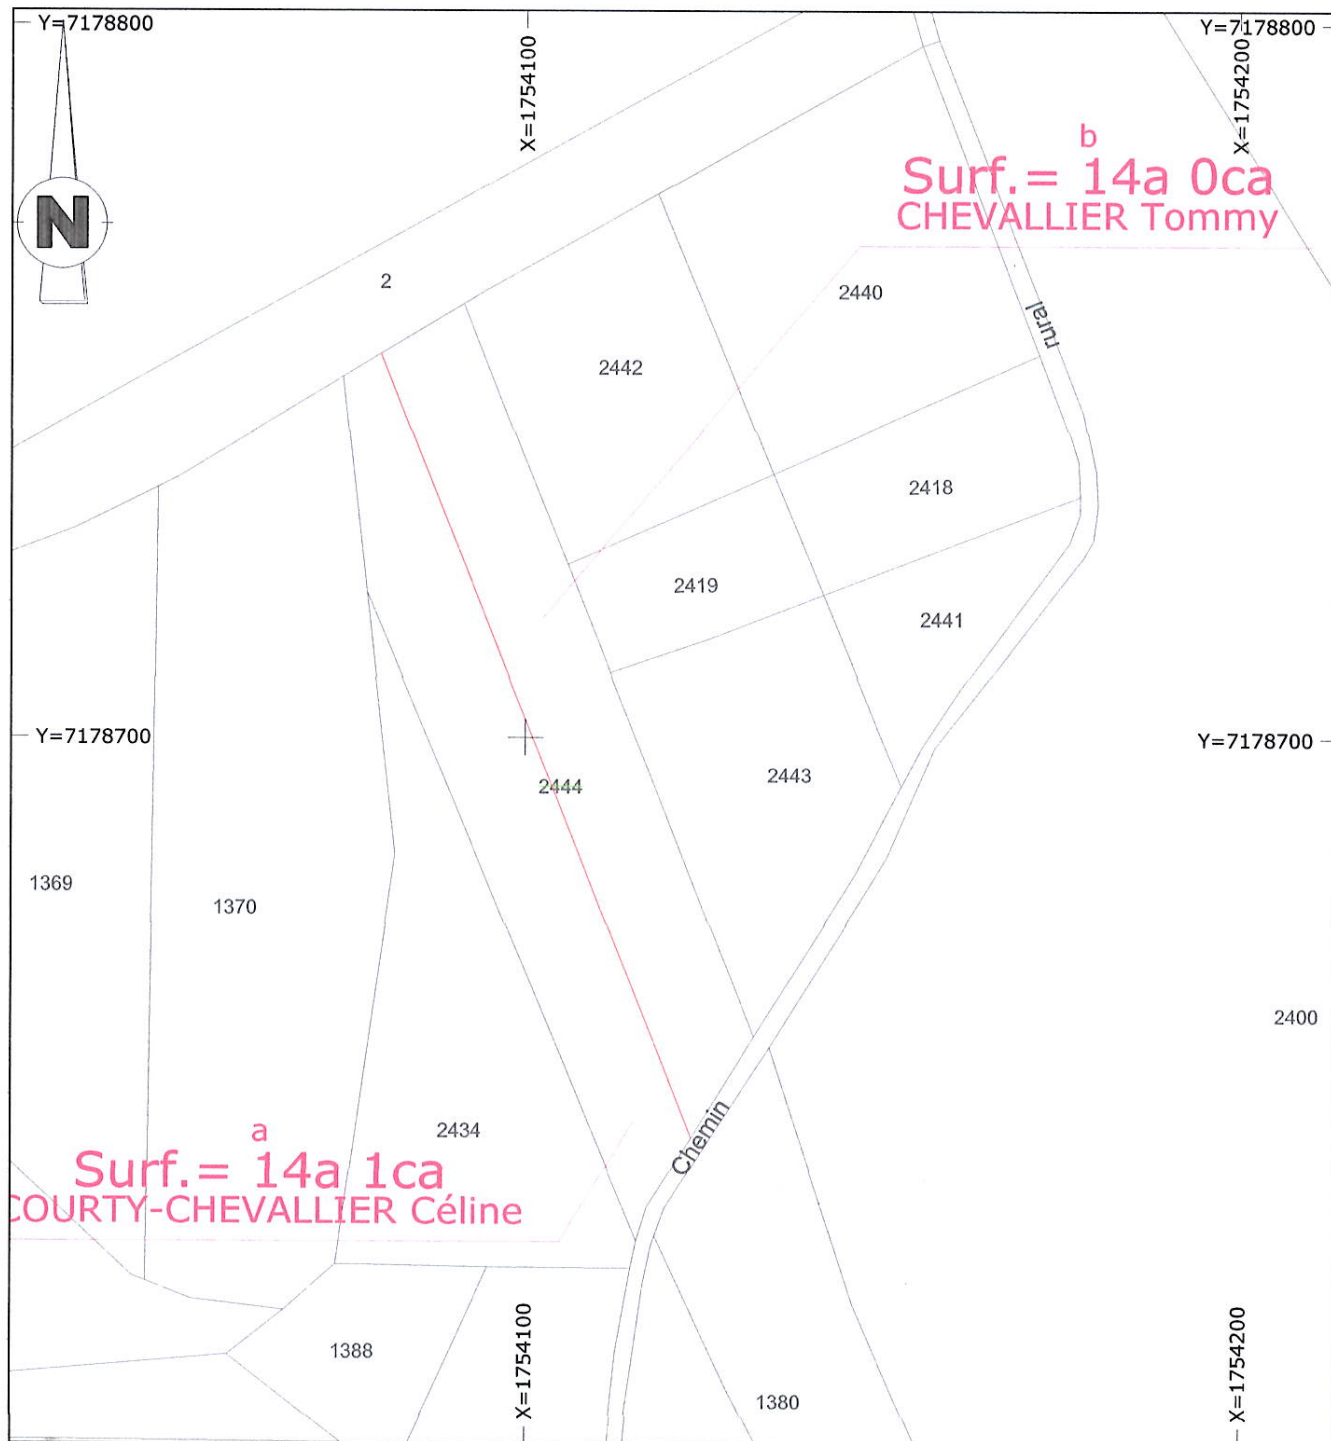 Y=7178800
X=1754100
Y=7178800
X=1754200
N
b
Surf.= 14a 0ca
CHEVALLIER Tommy
2
2440
rural
2442
2418
2419
2441
Y=7178700
Y=7178700
2443
2444
1369
1370
2400
Chemin
2434
a
Surf.= 14a 1ca
COURTY-CHEVALLIER Céline
X=1754100
X=1754200
1388
1380